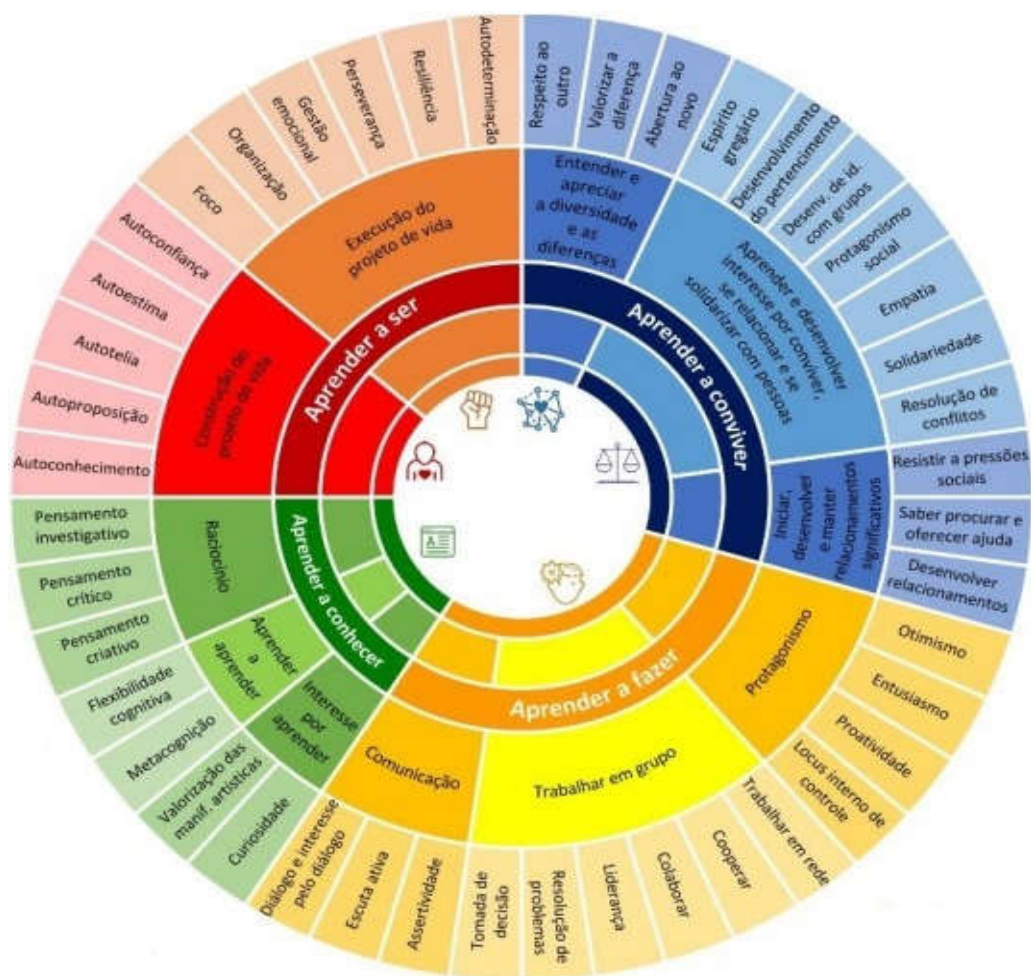 Autodeterminação
Resiliência
Perseverança
Gestão
emocional
Organização
Foco
Execução do
projeto de vida
Autoconfiança
Autoestima
Autotelia
Autoproposição
Autoconhecimento
Construção do
projeto de vida
Aprender a ser
Respeito ao
outro
Valorizar a
diferença
Abertura ao
novo
Entender e
apreciar
a diversidade
e as
diferenças
Espírito
gregário
Desenvolvimento
do pertencimento
Desenv. de id.
com grupos
Protagonismo
social
Empatia
Solidariedade
Resolução de
conflitos
Aprender e desenvolver
interesse por conviver,
se relacionar e se
solidarizar com pessoas
Resistir a pressões
sociais
Saber procurar e
oferecer ajuda
Desenvolver
relacionamentos
Iniciar,
desenvolver
e manter
relacionamentos
significativos
Aprender a conviver
Otimismo
Entusiasmo
Proatividade
Locus interno de
controle
Protagonismo
Trabalhar em rede
Cooperar
Colaborar
Liderança
Resolução de
problemas
Tomada de
decisão
Trabalhar em grupo
Assertividade
Escuta ativa
Diálogo e interesse
pelo diálogo
Comunicação
Aprender a fazer
Curiosidade
Valorização das
manif. artísticas
Interesse
por
aprender
Metacognição
Flexibilidade
cognitiva
Aprender
a
aprender
Pensamento
criativo
Pensamento
crítico
Pensamento
investigativo
Raciocínio
Aprender a conhecer
A